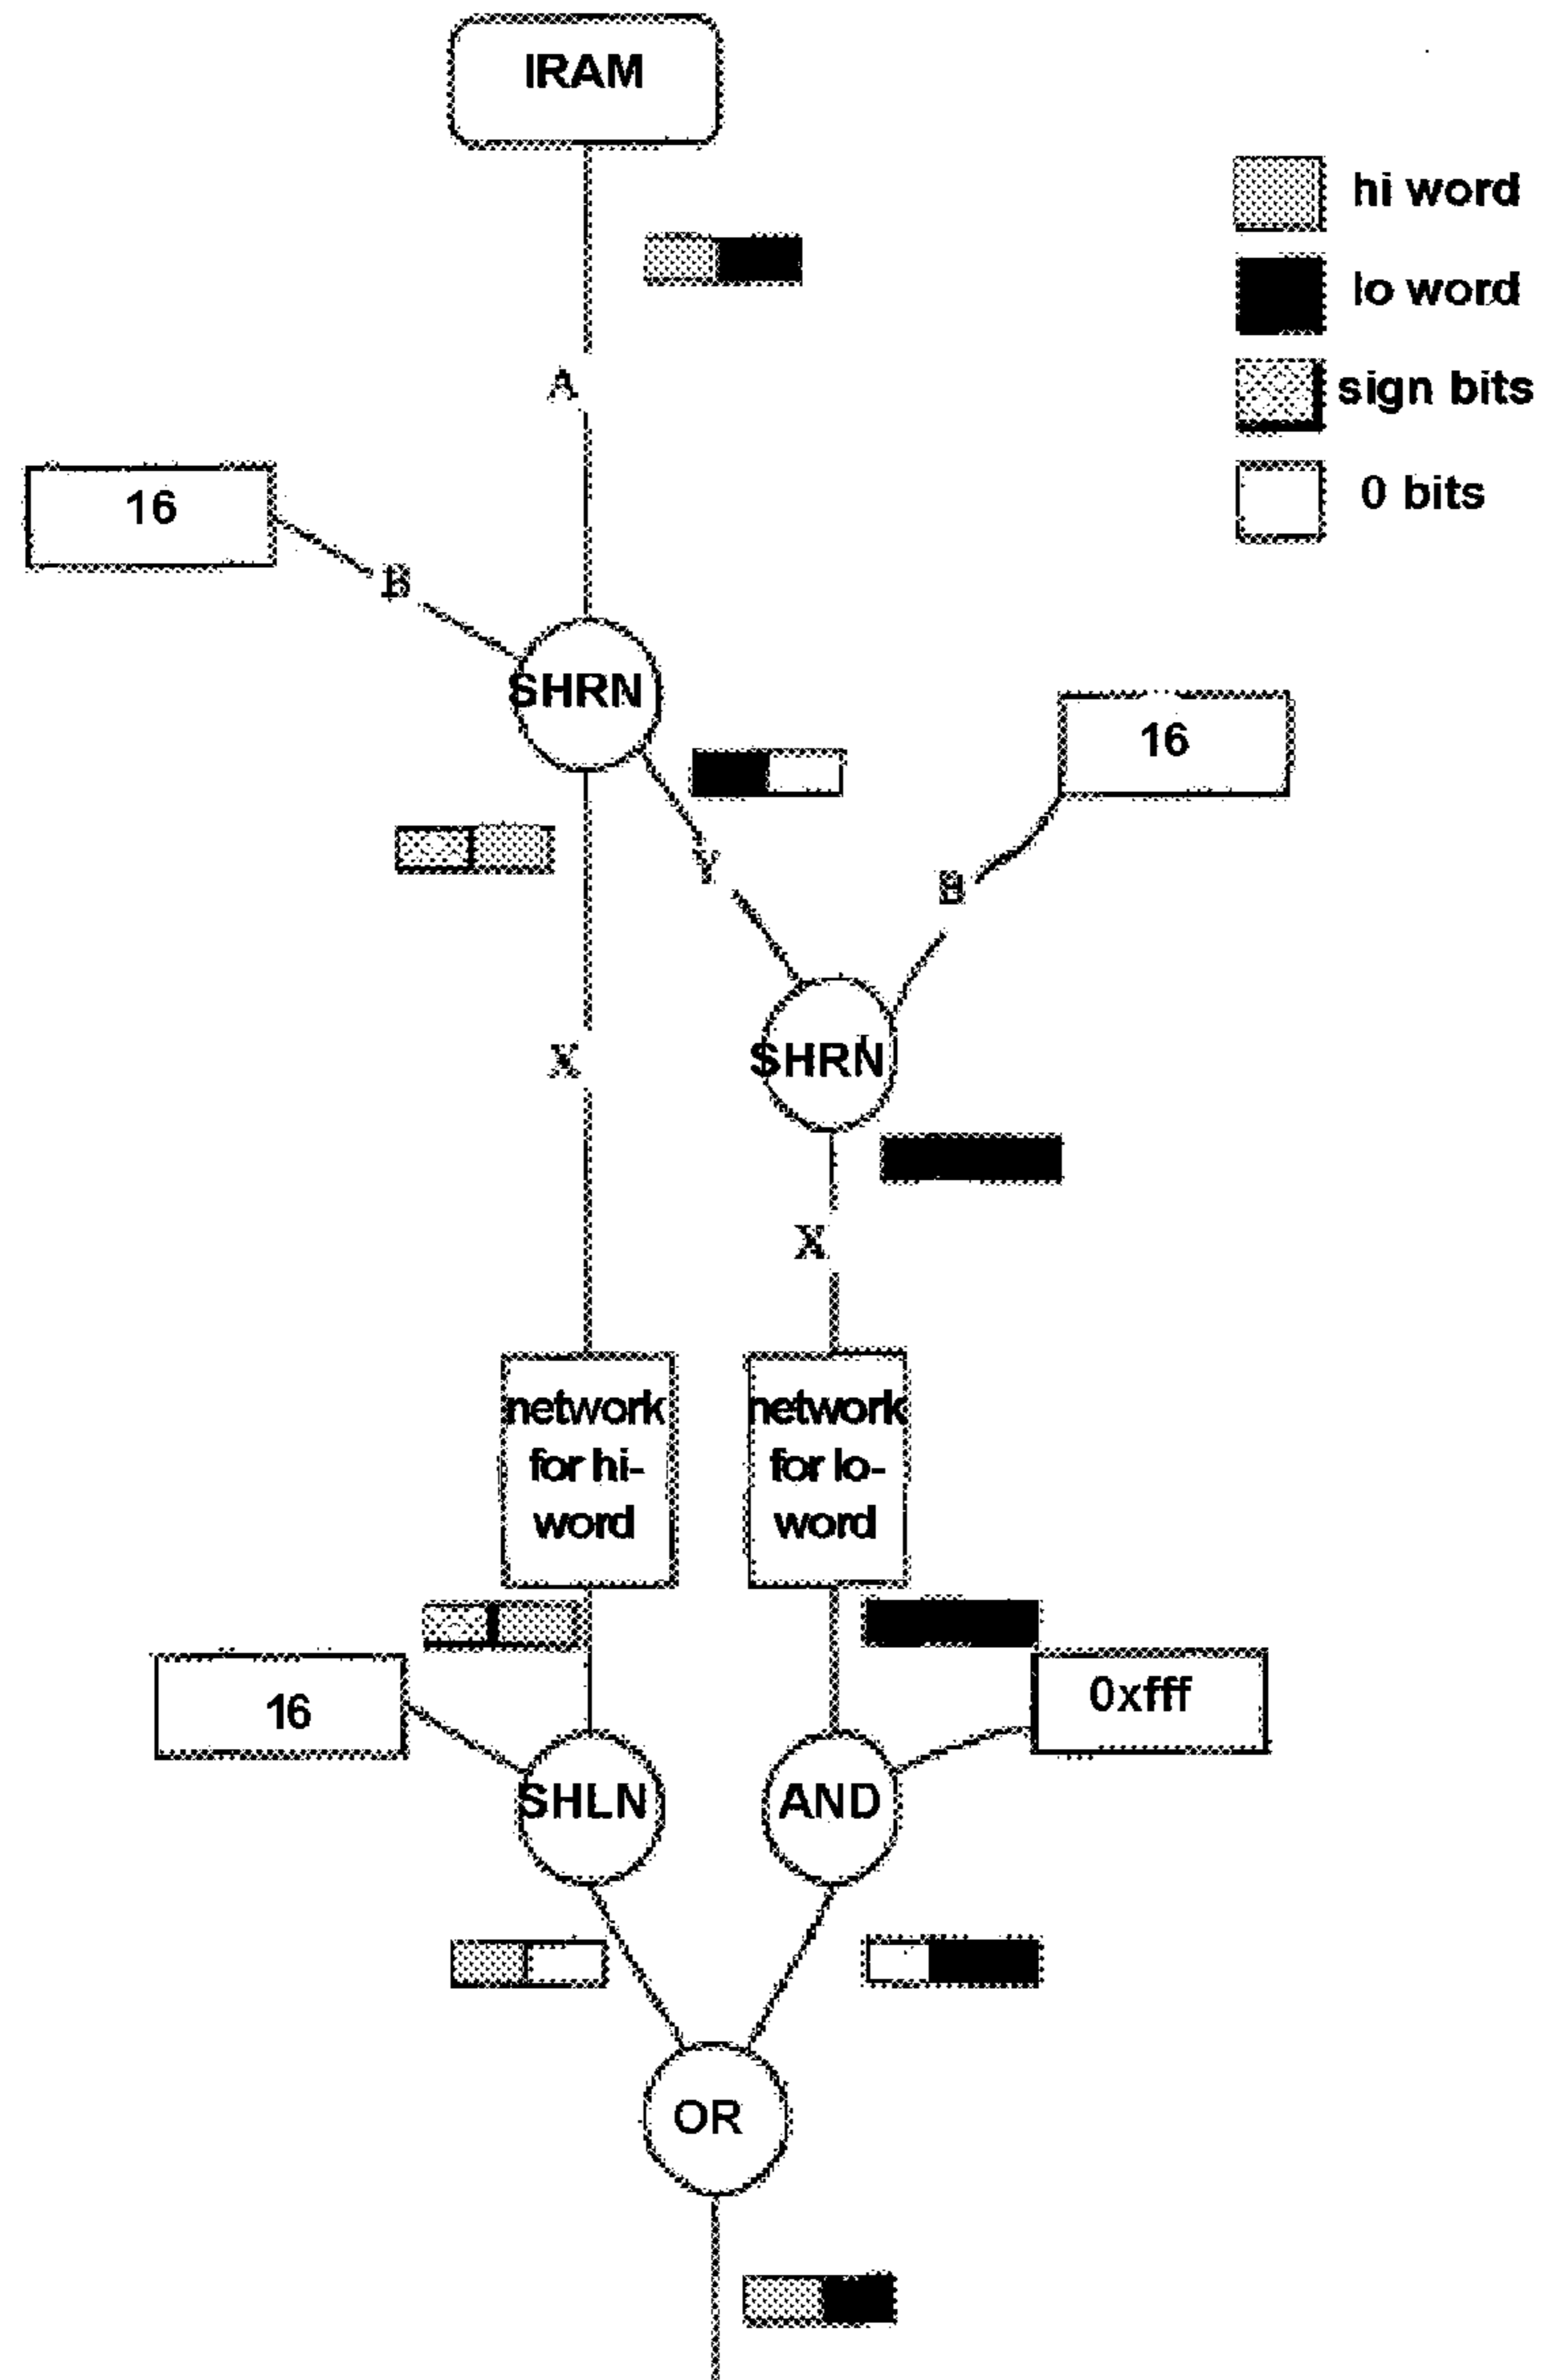 IRAM
hi word
lo word
sign bits
0 bits
A
16
B
SHRN
16
Y
B
X
SHRN
X
network
for hi-
word
network
for lo-
word
16
0xfff
SHLN
AND
OR